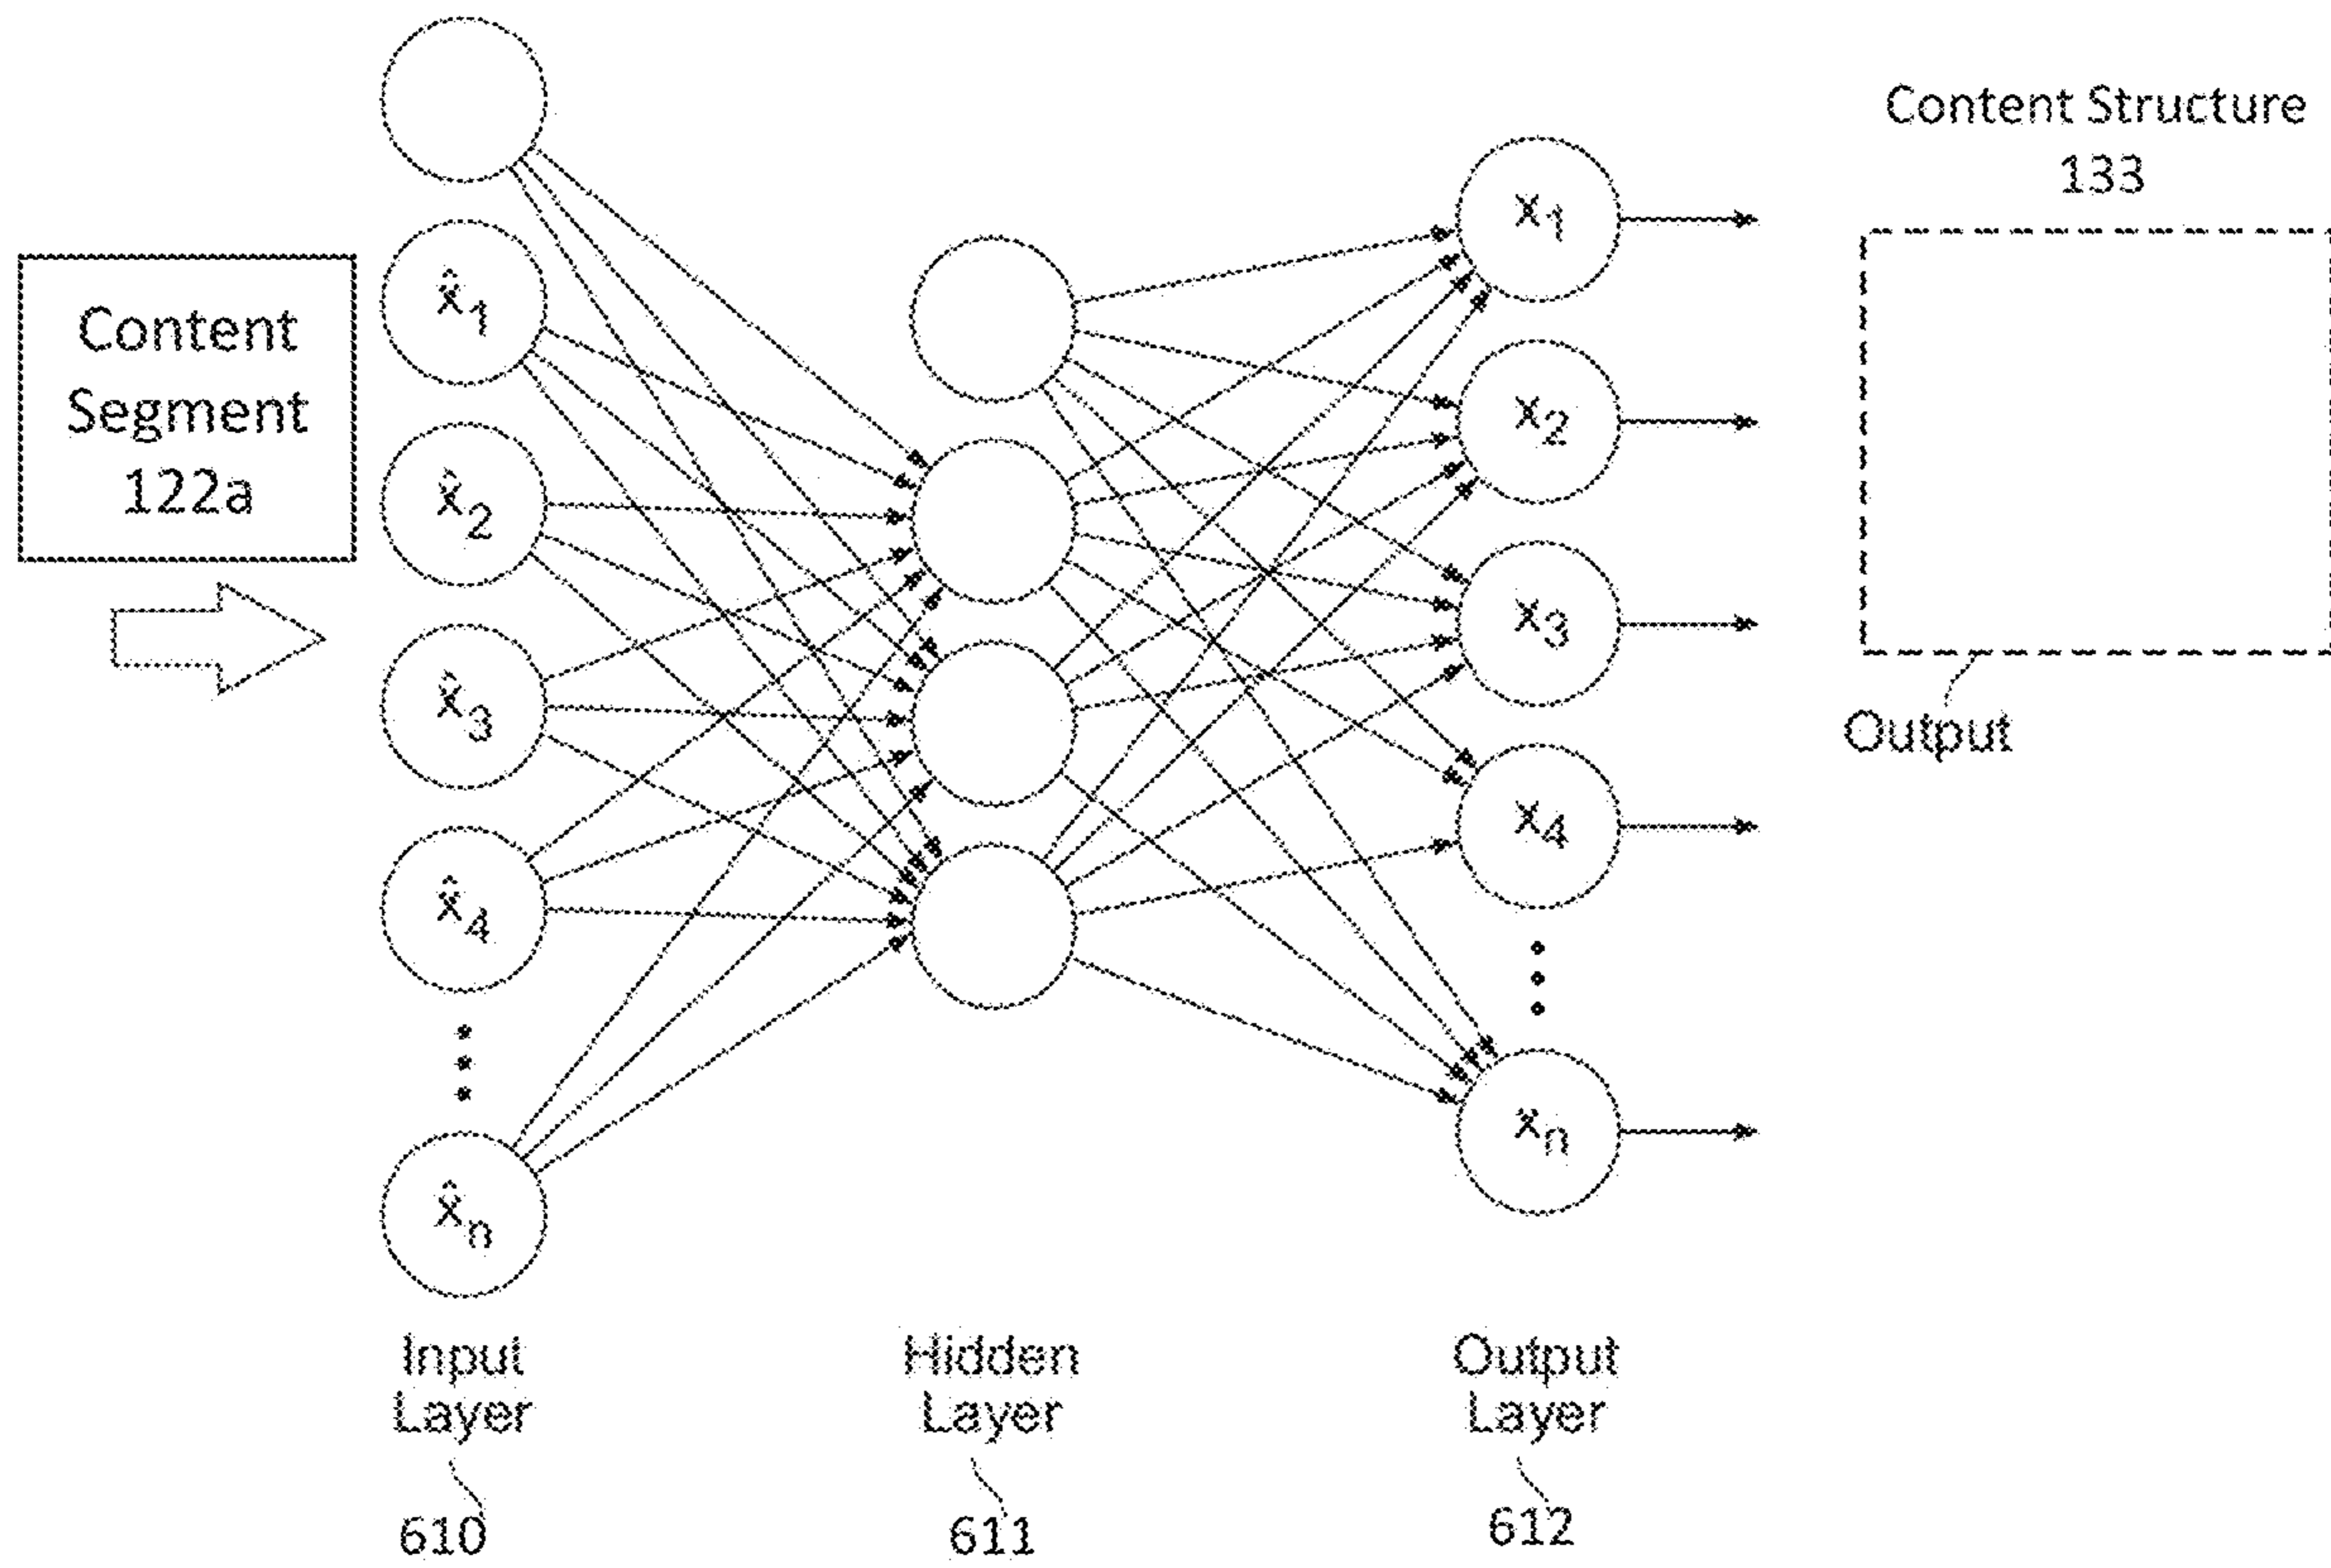 Content
Segment
122a
x̂1
x̂2
x̂3
x̂4
x̂n
x1
x2
x3
x4
xn
Content Structure
133
Output
Input
Layer
610
Hidden
Layer
611
Output
Layer
612